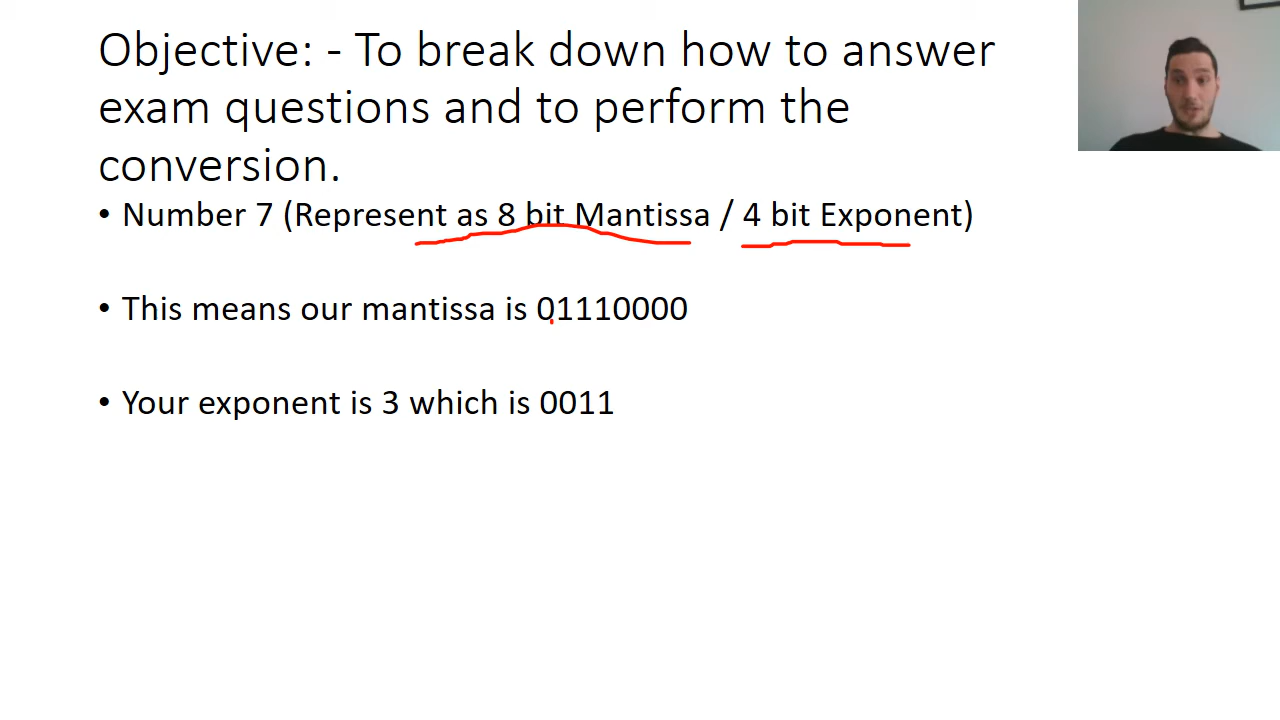 Objective: - To break down how to answer
exam questions and to perform the
conversion.
• Number 7 (Represent as 8 bit Mantissa / 4 bit Exponent)
• This means our mantissa is 01110000
• Your exponent is 3 which is 0011